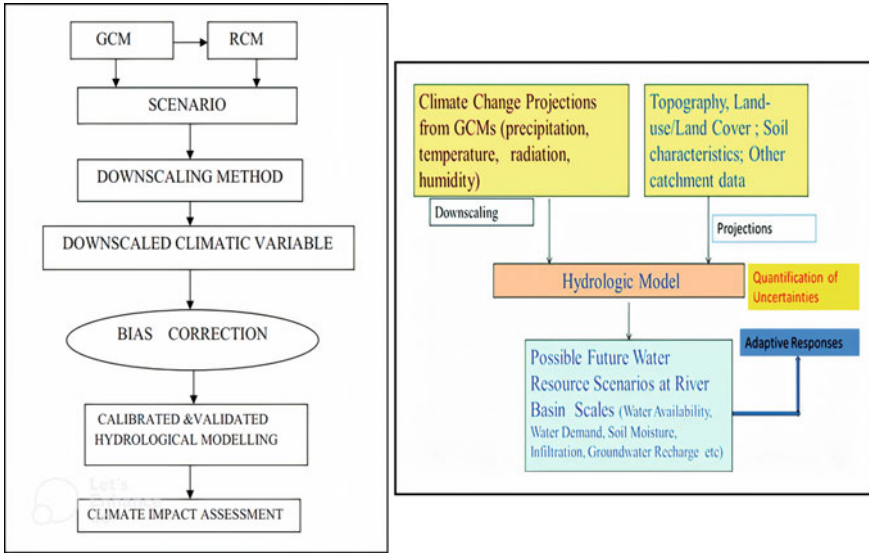 GCM
RCM
SCENARIO
DOWNSCALING METHOD
DOWNSCALED CLIMATIC VARIABLE
BIAS CORRECTION
CALIBRATED &VALIDATED
HYDROLOGICAL MODELLING
CLIMATE IMPACT ASSESSMENT
Let's
Climate Change Projections
from GCMs (precipitation,
temperature, radiation,
humidity)
Topography, Land-
use/Land Cover ; Soil
characteristics; Other
catchment data
Downscaling
Projections
Hydrologic Model
Quantification of
Uncertainties
Adaptive Responses
Possible Future Water
Resource Scenarios at River
Basin Scales (Water Availability,
Water Demand, Soil Moisture,
Infiltration, Groundwater Recharge etc)